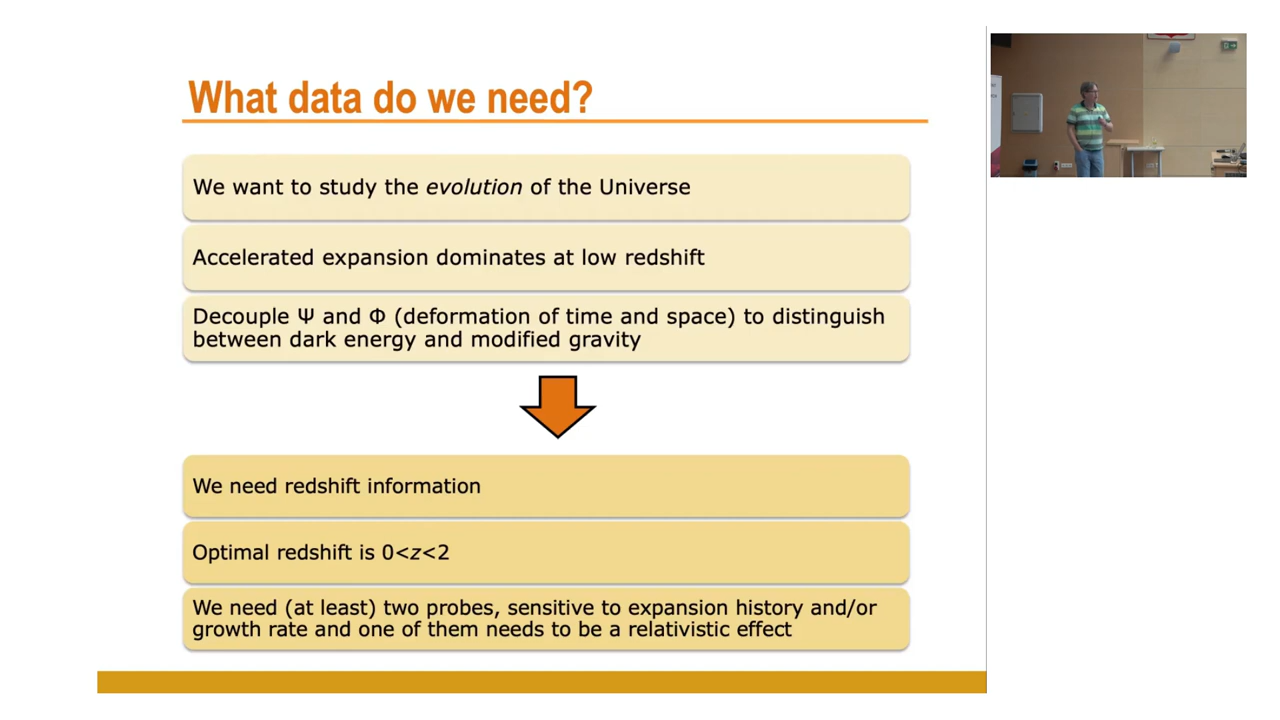 What data do we need?
We want to study the evolution of the Universe
Accelerated expansion dominates at low redshift
Decouple Ψ and Φ (deformation of time and space) to distinguish
between dark energy and modified gravity
We need redshift information
Optimal redshift is 0<z<2
We need (at least) two probes, sensitive to expansion history and/or
growth rate and one of them needs to be a relativistic effect